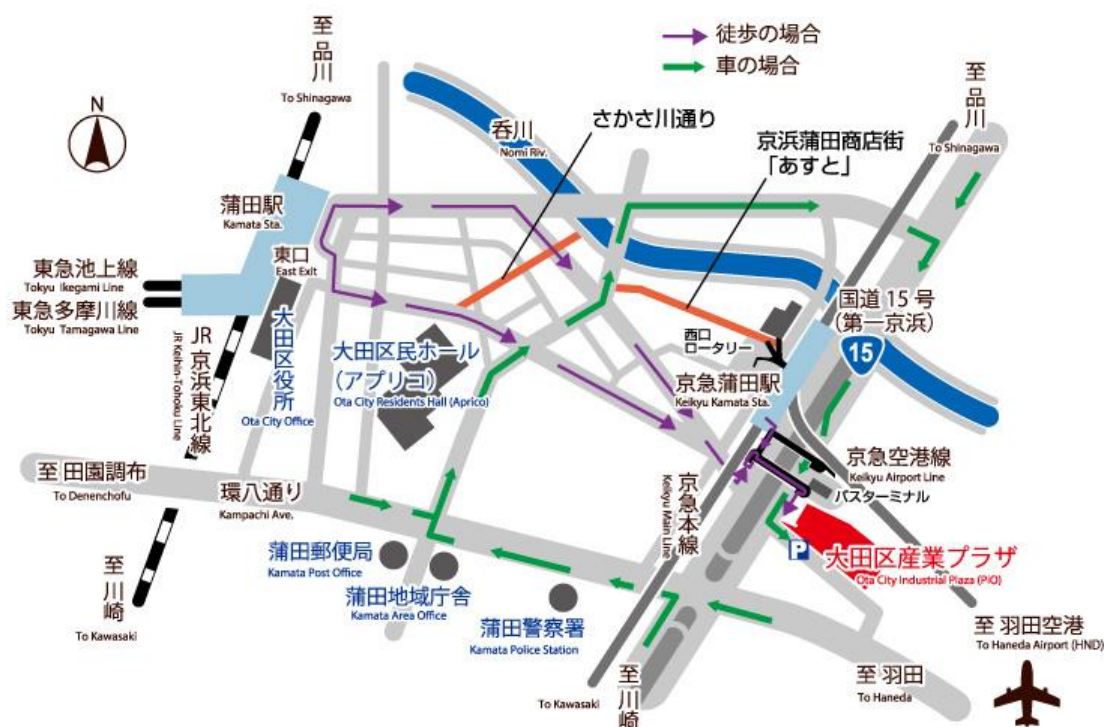 徒歩の場合
車の場合
N
至 品川
To Shinagawa
さかさ川通り
呑川
Nomi Riv.
京浜蒲田商店街
「あすと」
至 品川
To Shinagawa
蒲田駅
Kamata Sta.
東口
East Exit
東急池上線
Tokyu Ikegami Line
東急多摩川線
Tokyu Tamagawa Line
JR 京浜東北線
JR Keihin-Tohoku Line
大田区役所
Ota City Office
大田区民ホール
（アプリコ）
Ota City Residents Hall (Aprico)
西口
ロータリー
国道 15 号
（第一京浜）
15
京急蒲田駅
Keikyu Kamata Sta.
京急空港線
Keikyu Airport Line
バスターミナル
至 田園調布
To Denenchofu
環八通り
Kampachi Ave.
京急本線
Keikyu Main Line
P
大田区産業プラザ
Ota City Industrial Plaza (PiO)
蒲田郵便局
Kamata Post Office
蒲田地域庁舎
Kamata Area Office
蒲田警察署
Kamata Police Station
至 川崎
To Kawasaki
至 川崎
To Kawasaki
至 羽田
To Haneda
至 羽田空港
To Haneda Airport (HND)